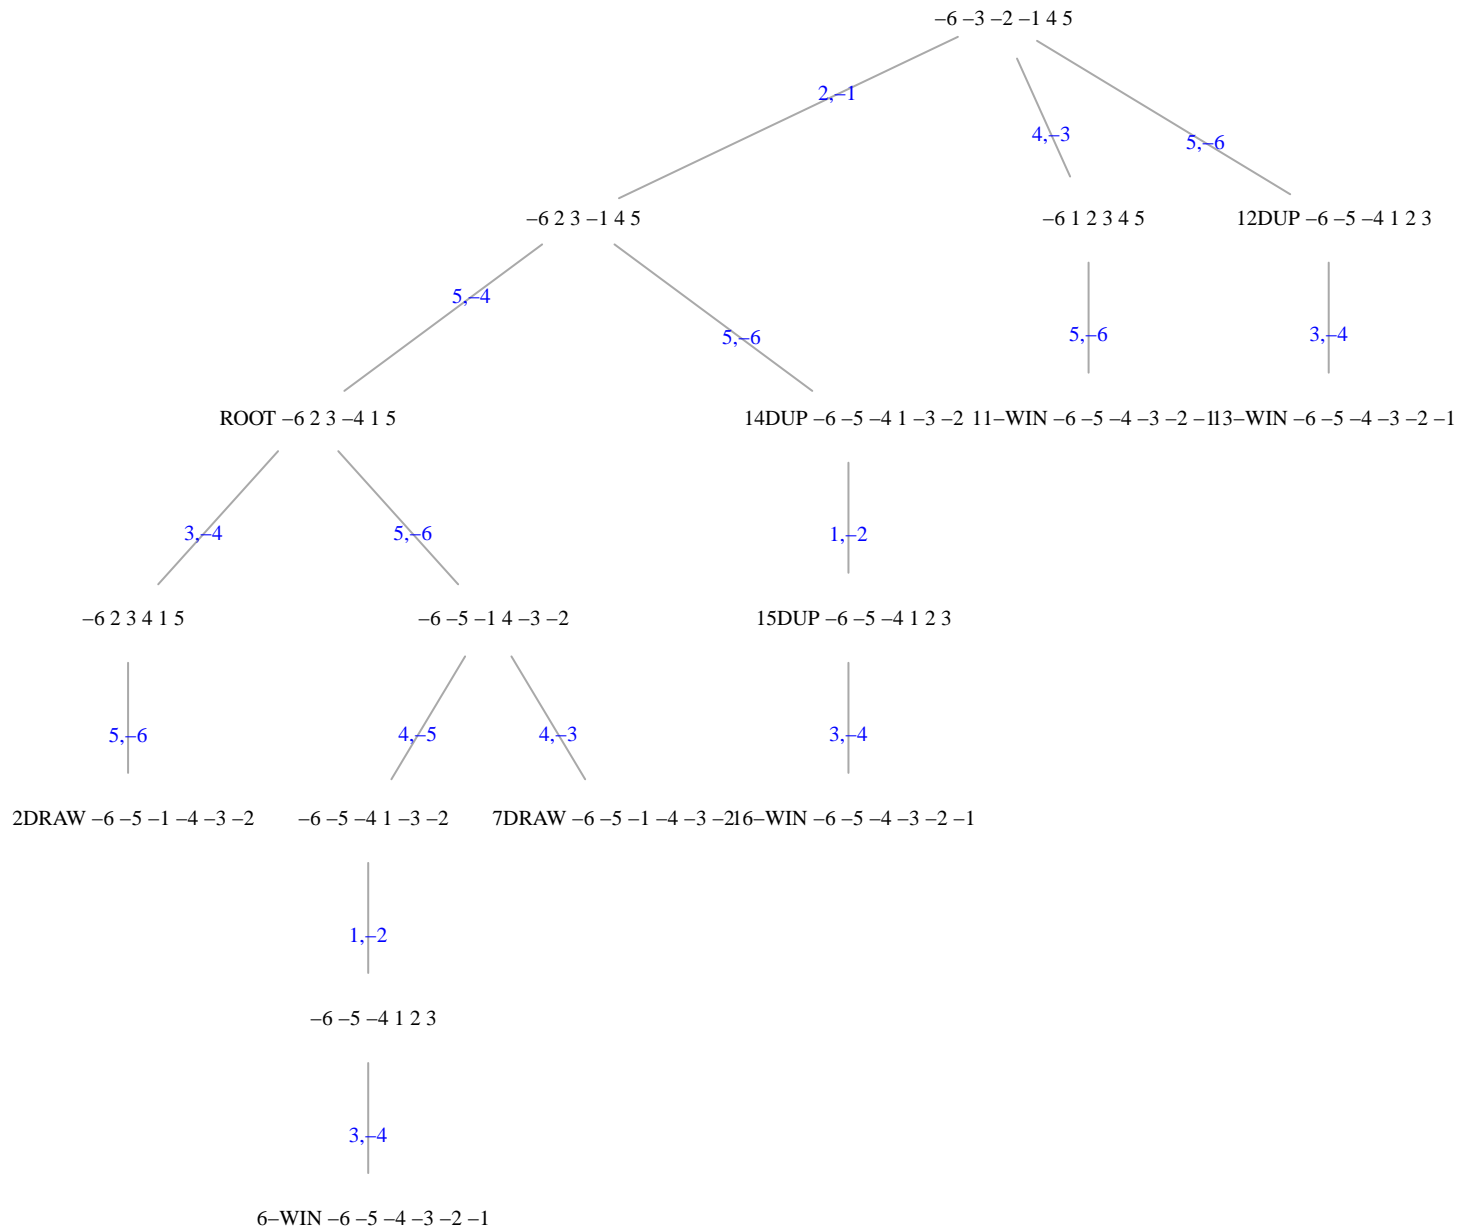 –6 –3 –2 –1 4 5
2,–1
4,–3
5,–6
–6 2 3 –1 4 5
–6 1 2 3 4 5
12DUP –6 –5 –4 1 2 3
5,–4
5,–6
5,–6
3,–4
ROOT –6 2 3 –4 1 5
14DUP –6 –5 –4 1 –3 –2
11–WIN –6 –5 –4 –3 –2 –1
13–WIN –6 –5 –4 –3 –2 –1
3,–4
5,–6
1,–2
–6 2 3 4 1 5
–6 –5 –1 4 –3 –2
15DUP –6 –5 –4 1 2 3
5,–6
4,–5
4,–3
3,–4
2DRAW –6 –5 –1 –4 –3 –2
–6 –5 –4 1 –3 –2
7DRAW –6 –5 –1 –4 –3 –2
16–WIN –6 –5 –4 –3 –2 –1
1,–2
–6 –5 –4 1 2 3
3,–4
6–WIN –6 –5 –4 –3 –2 –1